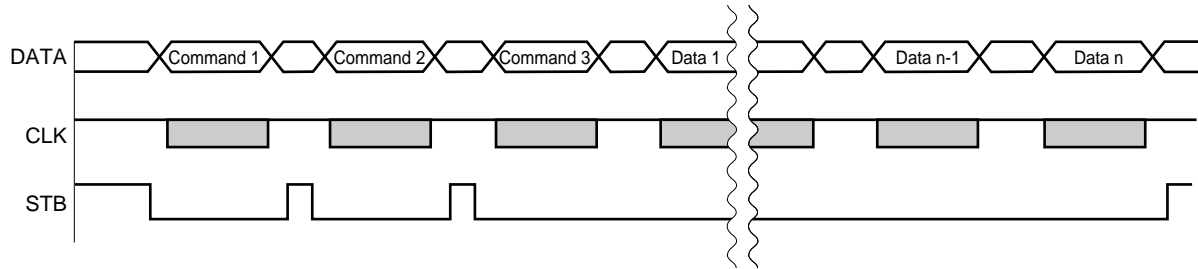 DATA Command 1 Command 2 Command 3 Data 1 Data n-1 Data n
CLK
STB